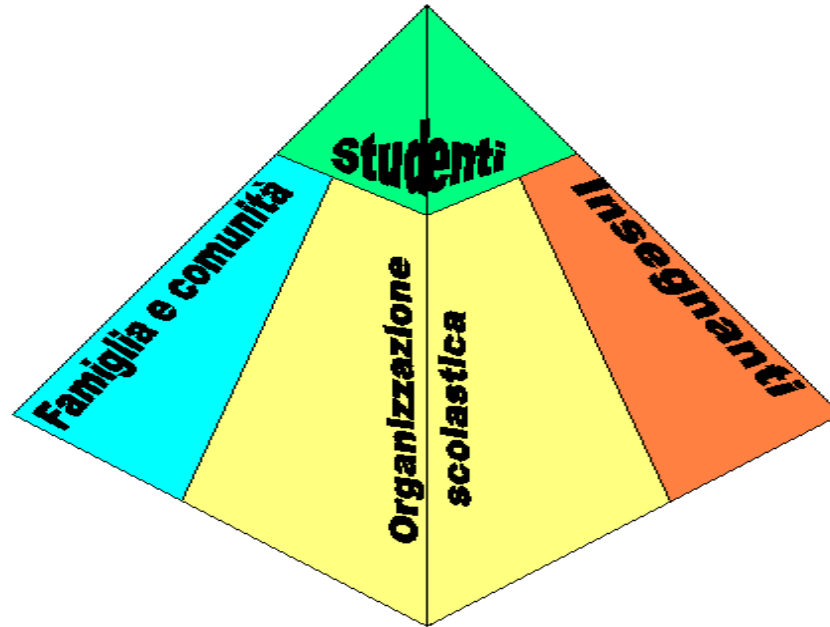 Studenti
Famiglia e comunità
Organizzazione
scolastica
Insegnanti